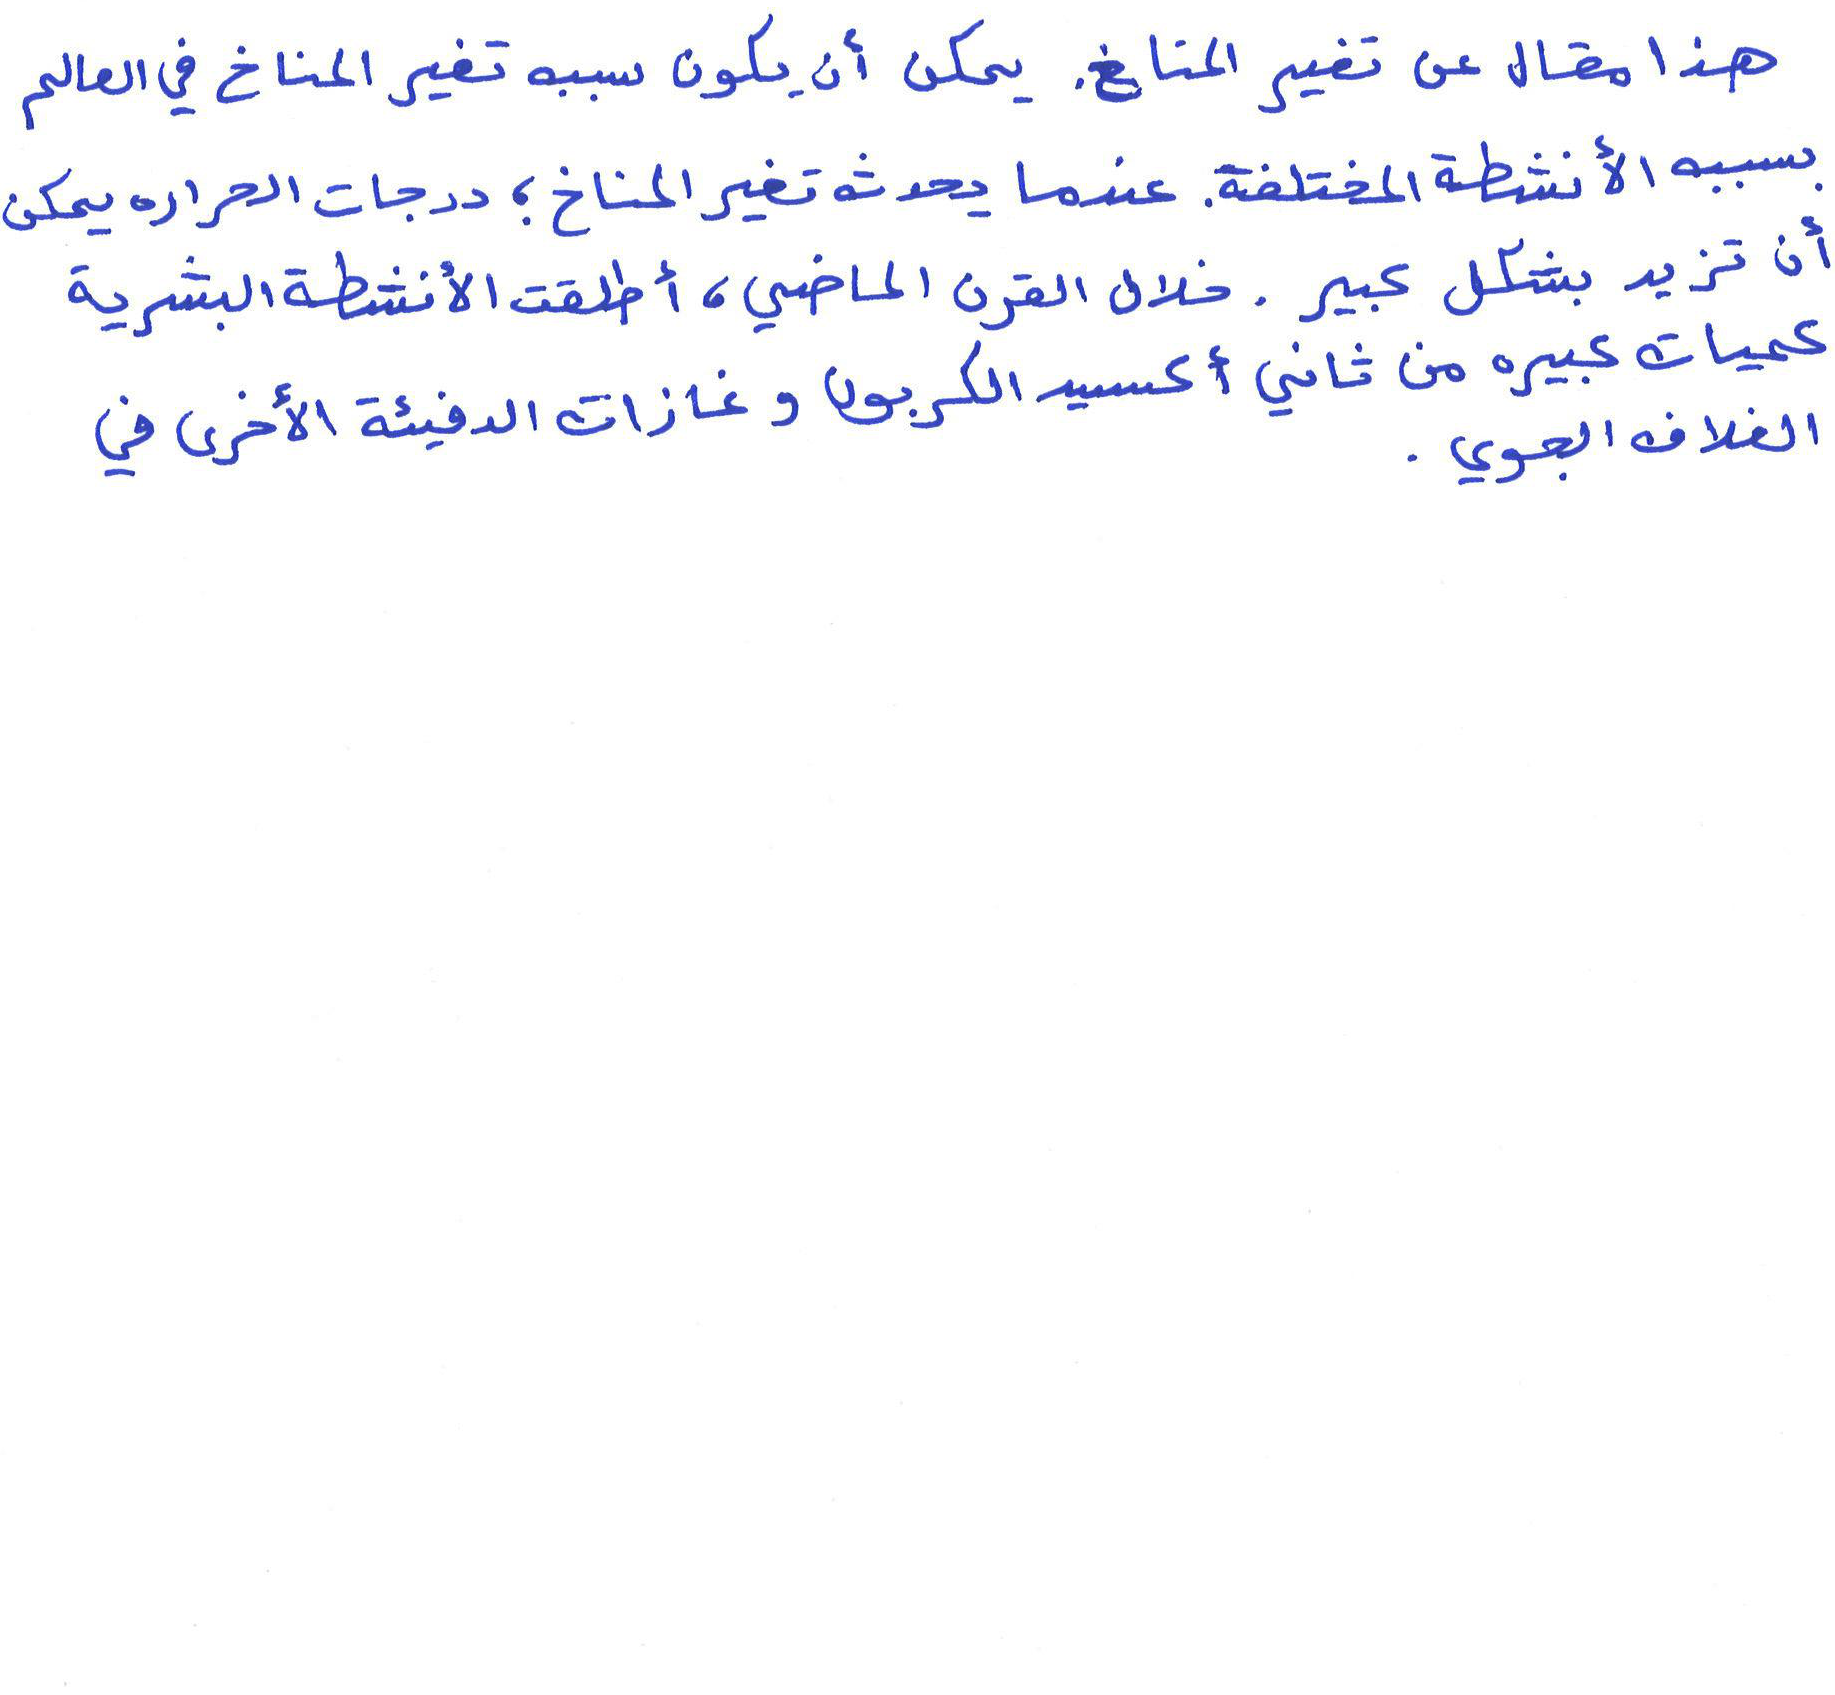 هذا مقال عن تغيير المناخ. يمكن أن يكون سبب تغير المناخ في العالم
بسبب الأنشطة المختلفة. عندما يحدث تغير المناخ، درجات الحراره يمكن
أن تزيد بشكل كبير. خلال القرن الماضي، أطلقت الأنشطة البشرية
كميات كبيره من ثاني أكسيد الكربون و غازات الدفيئة الأخرى في
الغلاف الجوي.